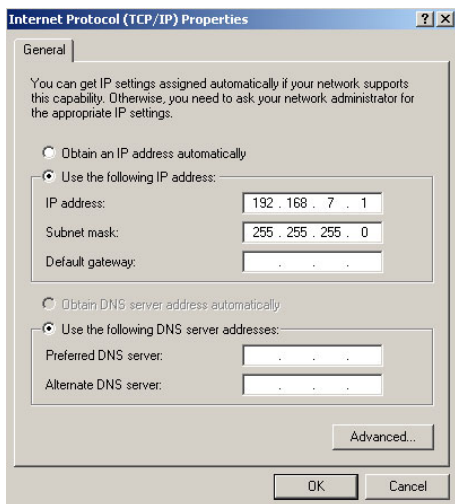 Internet Protocol (TCP/IP) Properties
General
You can get IP settings assigned automatically if your network supports
this capability. Otherwise, you need to ask your network administrator for
the appropriate IP settings.
Obtain an IP address automatically
Use the following IP address:
IP address: 192 . 168 . 7 . 1
Subnet mask: 255 . 255 . 255 . 0
Default gateway: . . .
Obtain DNS server address automatically
Use the following DNS server addresses:
Preferred DNS server: . . .
Alternate DNS server: . . .
Advanced...
OK Cancel